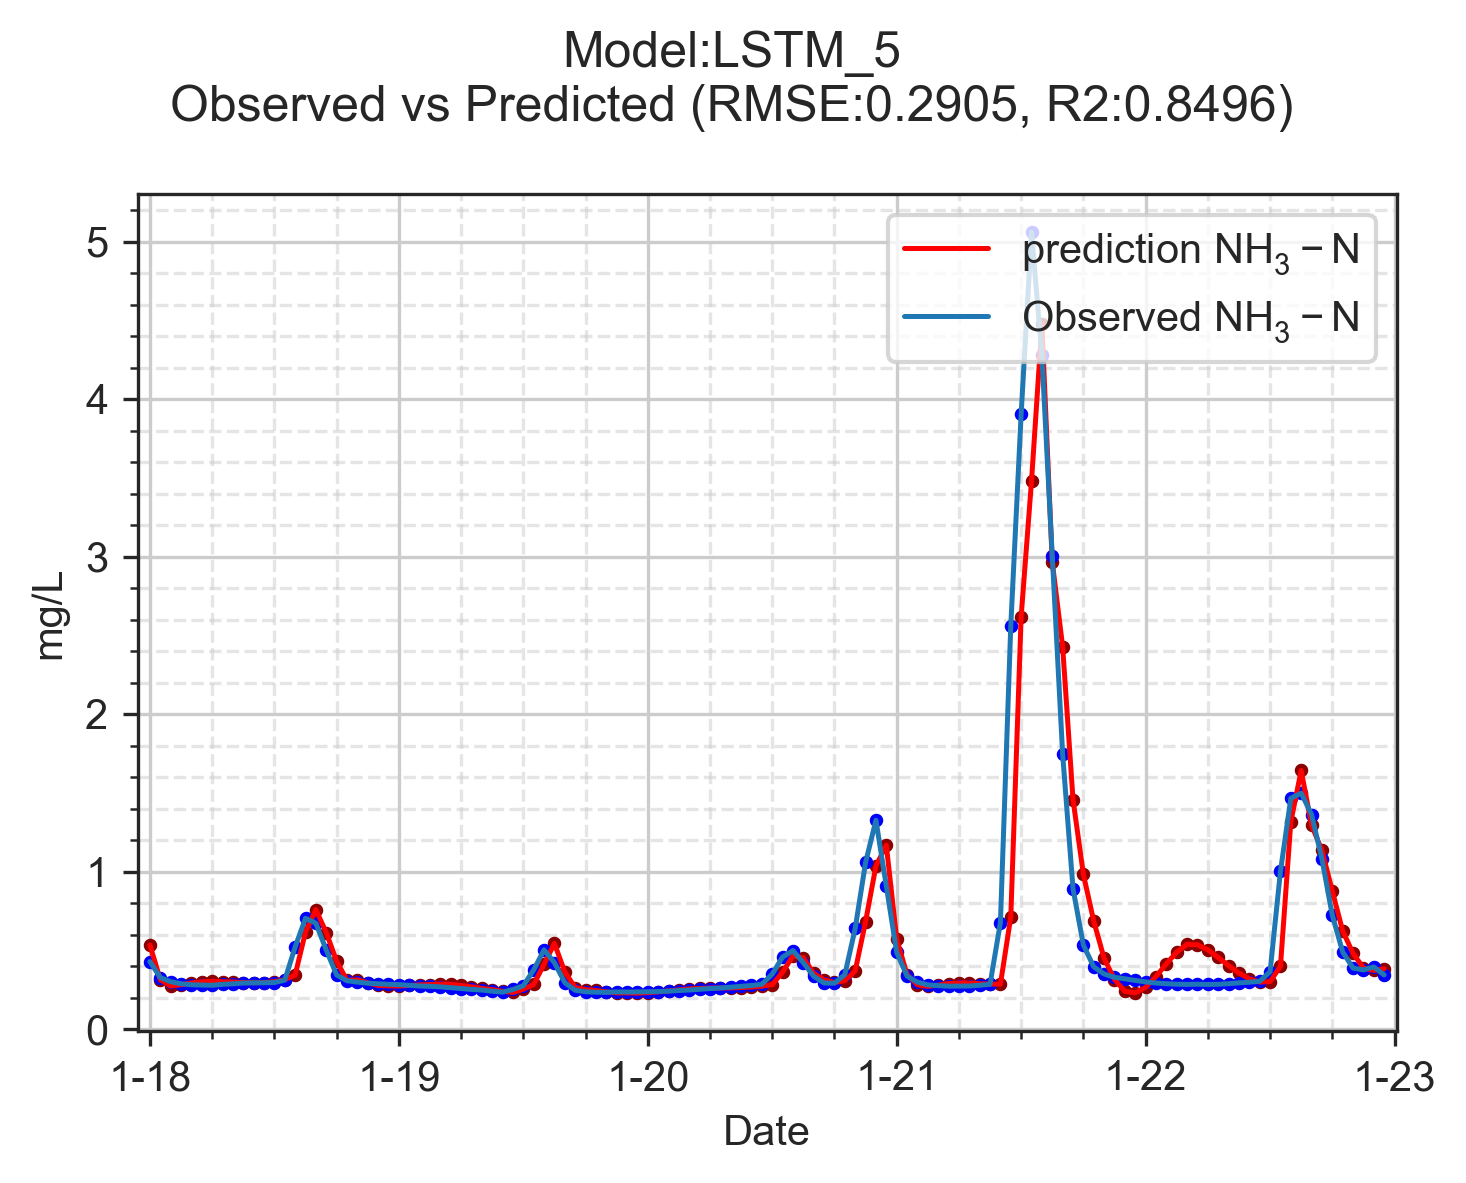 Model:LSTM_5
Observed vs Predicted (RMSE:0.2905, R2:0.8496)
prediction NH₃ − N
Observed NH₃ − N
5
4
3
2
1
0
mg/L
1-18 1-19 1-20 1-21 1-22 1-23
Date